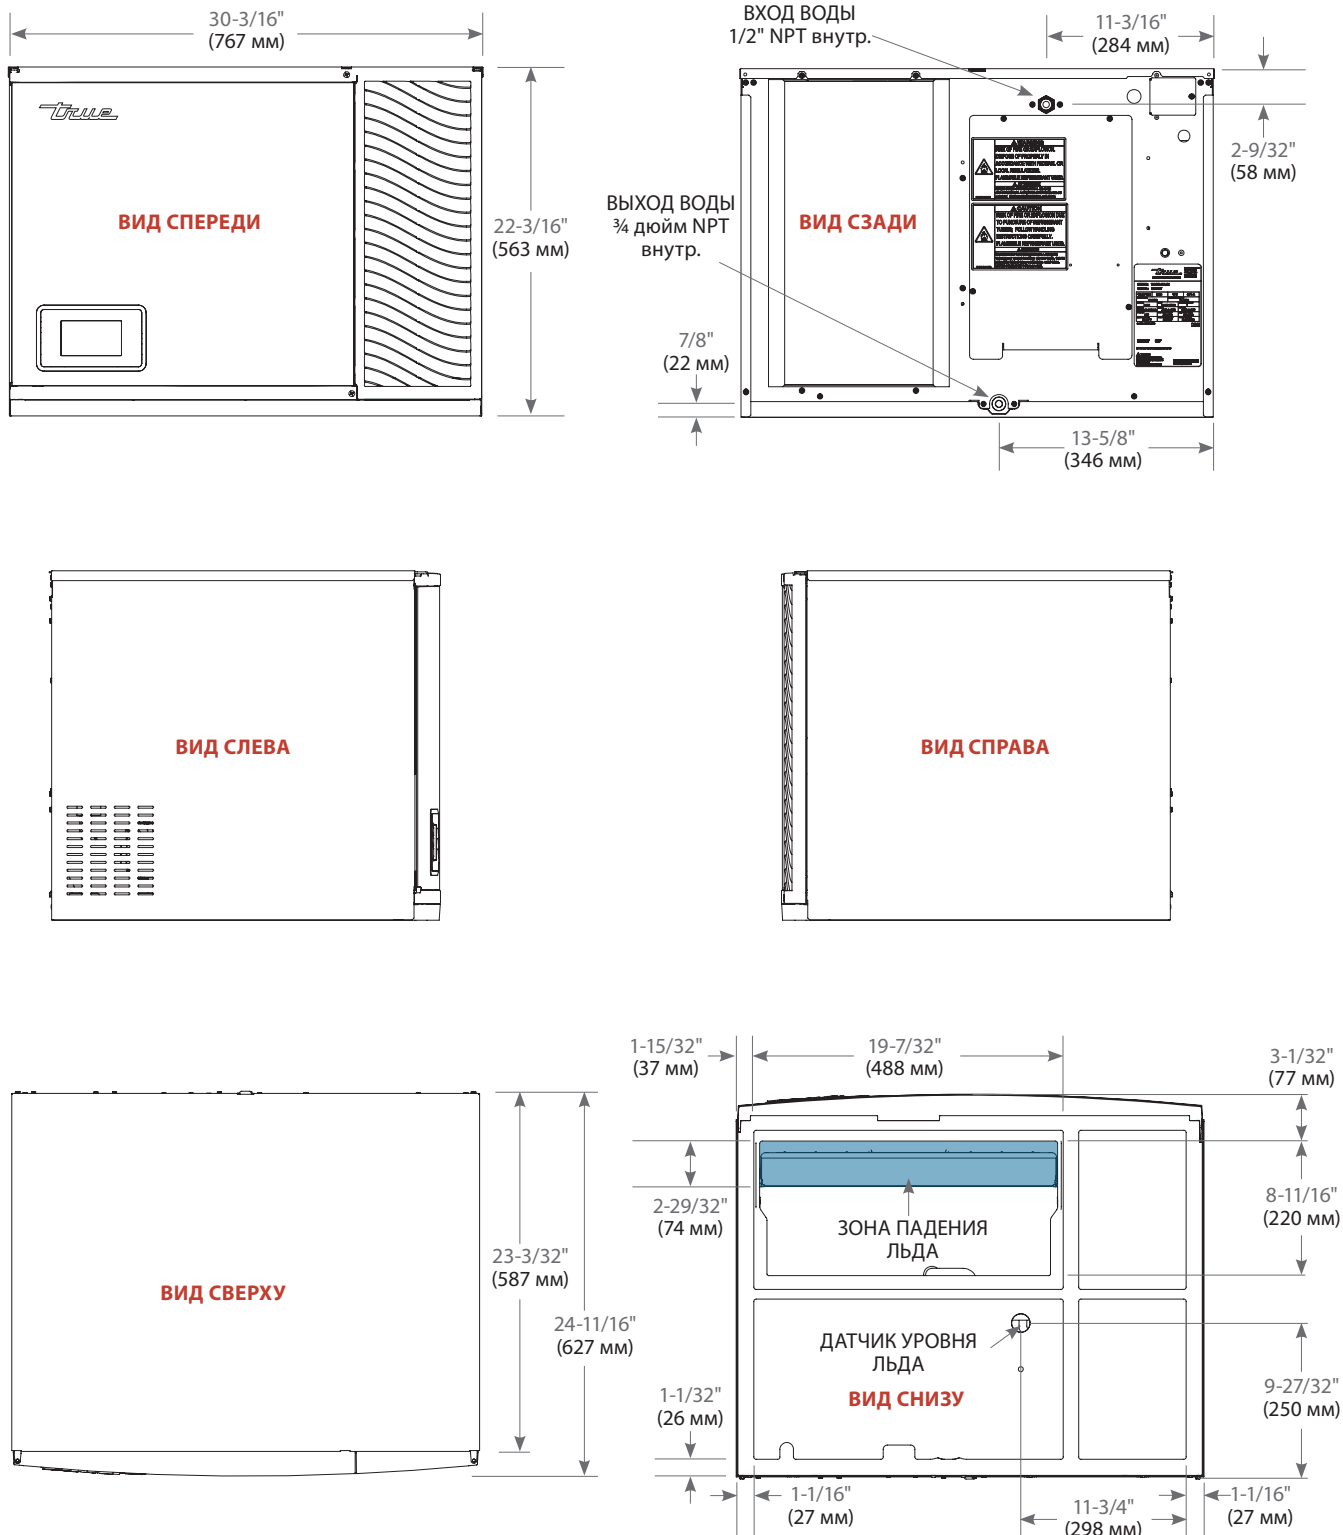 30-3/16"
(767 мм)
ВХОД ВОДЫ
1/2" NPT внутр.
11-3/16"
(284 мм)
true
ВИД СПЕРЕДИ
22-3/16"
(563 мм)
ВЫХОД ВОДЫ
¾ дюйм NPT
внутр.
ВИД СЗАДИ
2-9/32"
(58 мм)
7/8"
(22 мм)
13-5/8"
(346 мм)
ВИД СЛЕВА
ВИД СПРАВА
1-15/32"
(37 мм)
19-7/32"
(488 мм)
3-1/32"
(77 мм)
2-29/32"
(74 мм)
ЗОНА ПАДЕНИЯ
ЛЬДА
8-11/16"
(220 мм)
23-3/32"
(587 мм)
ВИД СВЕРХУ
24-11/16"
(627 мм)
ДАТЧИК УРОВНЯ
ЛЬДА
ВИД СНИЗУ
1-1/32"
(26 мм)
9-27/32"
(250 мм)
1-1/16"
(27 мм)
11-3/4"
(298 мм)
1-1/16"
(27 мм)